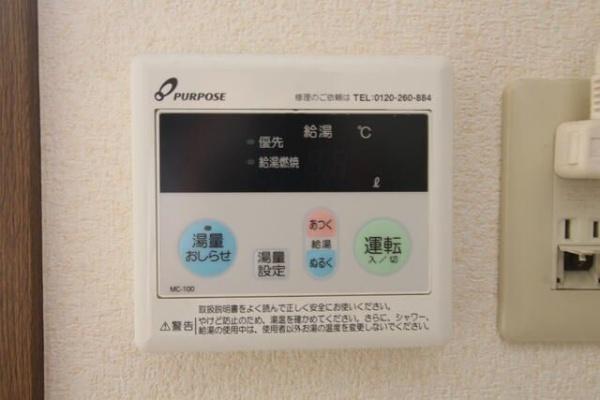 PURPOSE
修理のご依頼は TEL:0120-260-884
給湯 ℃
優先
給湯燃焼
ℓ
湯量
おしらせ
湯量
設定
あつく
給湯
ぬるく
運転
入/切
MC-100
取扱説明書をよく読んで正しく安全にお使いください。
⚠警告
やけど防止のため、湯温を確かめてください。さらに、シャワー、
給湯の使用中は、使用者以外お湯の温度を変更しないでください。